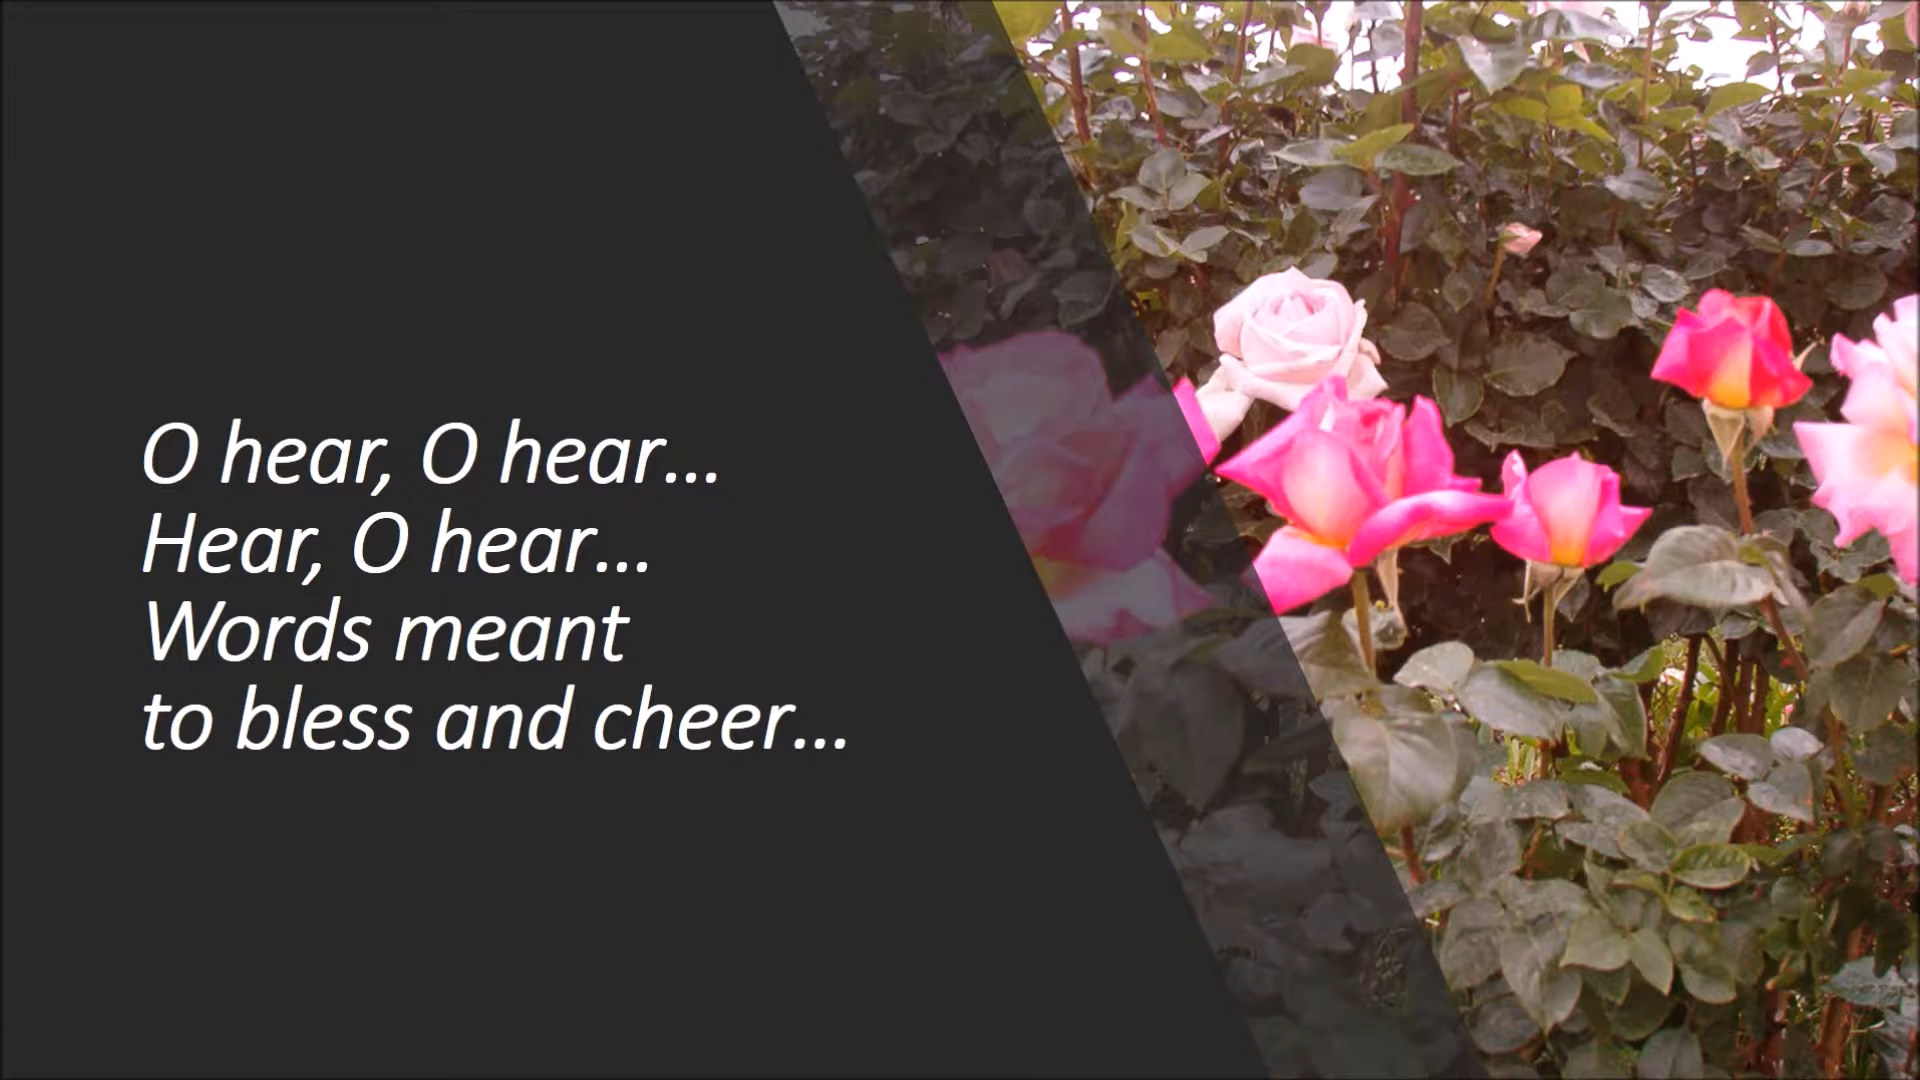 O hear, O hear...
Hear, O hear...
Words meant
to bless and cheer...